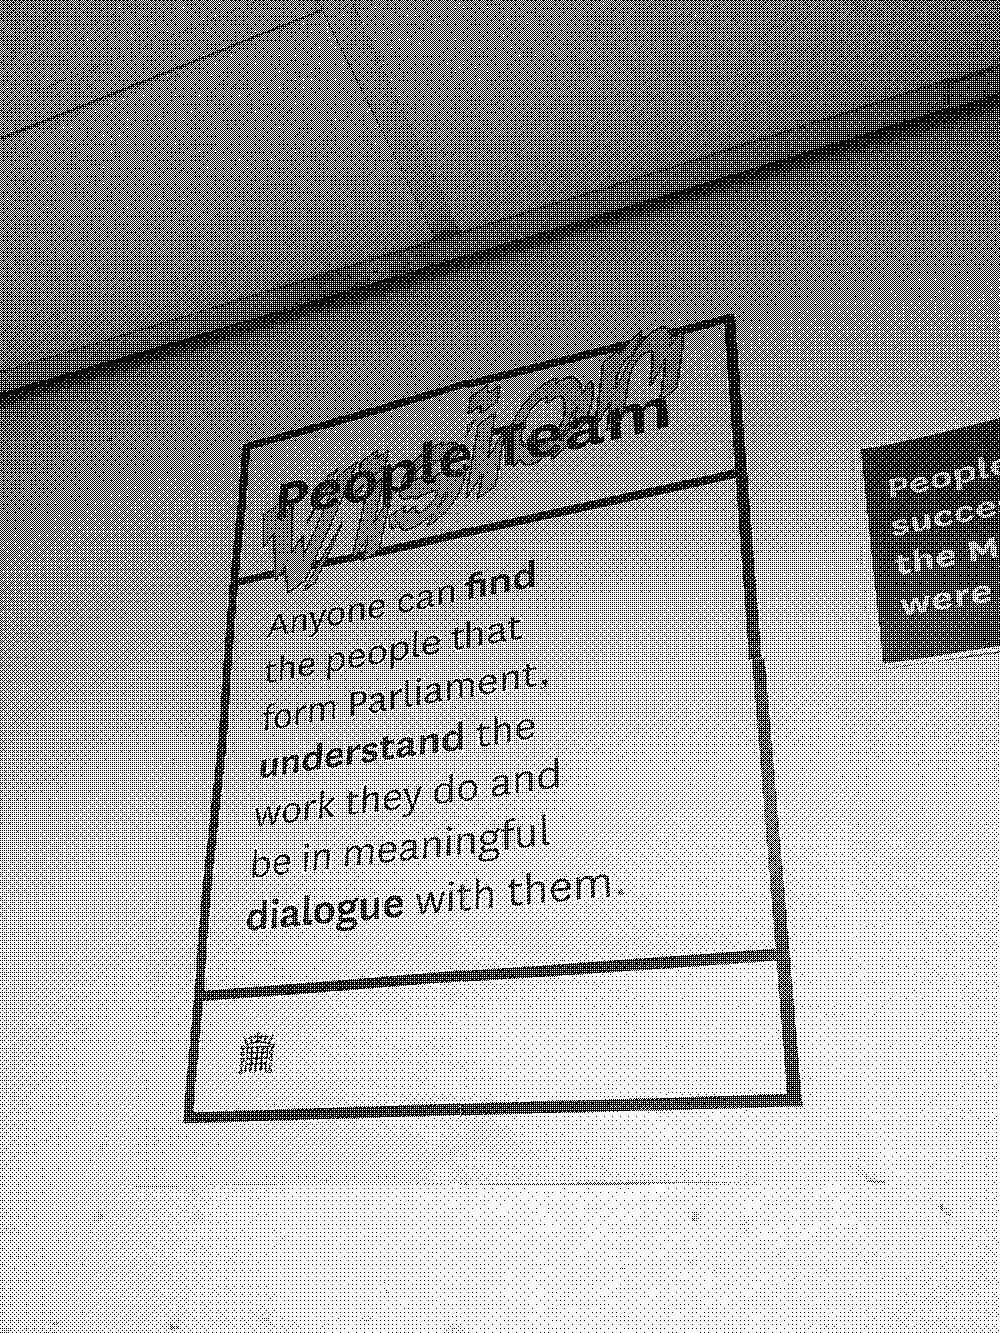 People Team
Vision
Anyone can find
the people that
form Parliament,
understand the
work they do and
be in meaningful
dialogue with them.
People
succe
the M
were